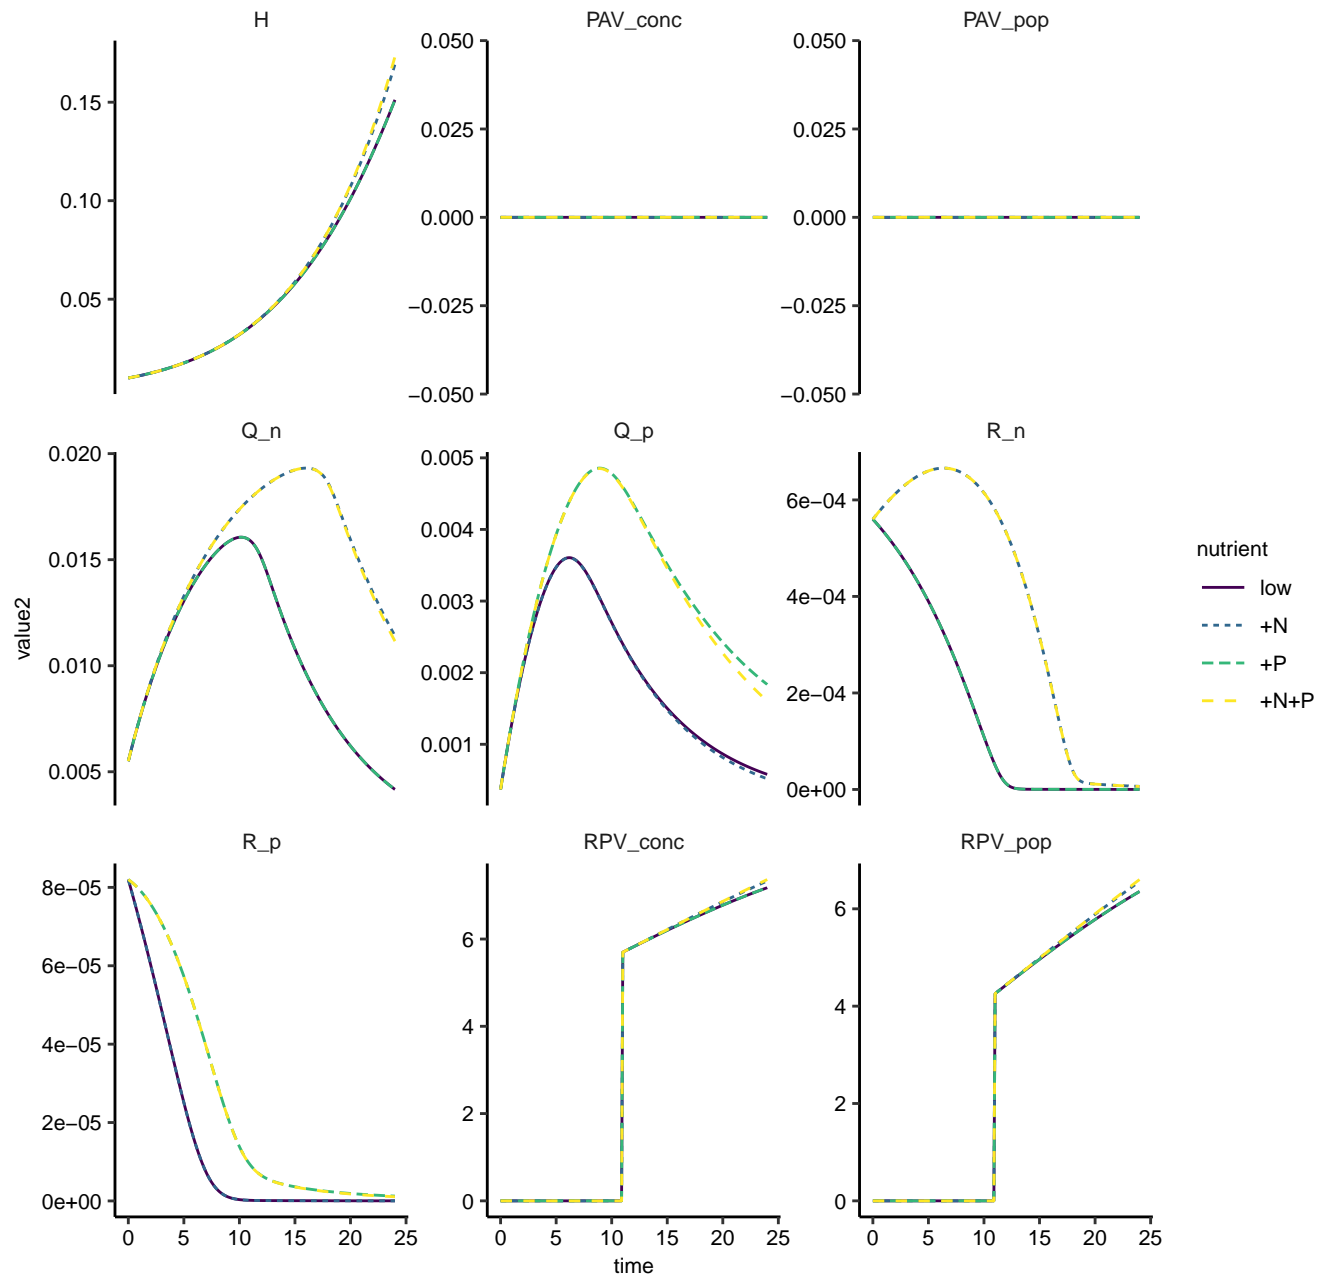 H
PAV_conc
PAV_pop
0.15
0.10
0.05
0.050
0.025
0.000
−0.025
−0.050
0.050
0.025
0.000
−0.025
−0.050
Q_n
Q_p
R_n
0.020
0.015
0.010
0.005
0.005
0.004
0.003
0.002
0.001
6e−04
4e−04
2e−04
0e+00
R_p
RPV_conc
RPV_pop
8e−05
6e−05
4e−05
2e−05
0e+00
6
4
2
0
6
4
2
0
0 5 10 15 20 25
0 5 10 15 20 25
0 5 10 15 20 25
time
value2
nutrient
low
+N
+P
+N+P